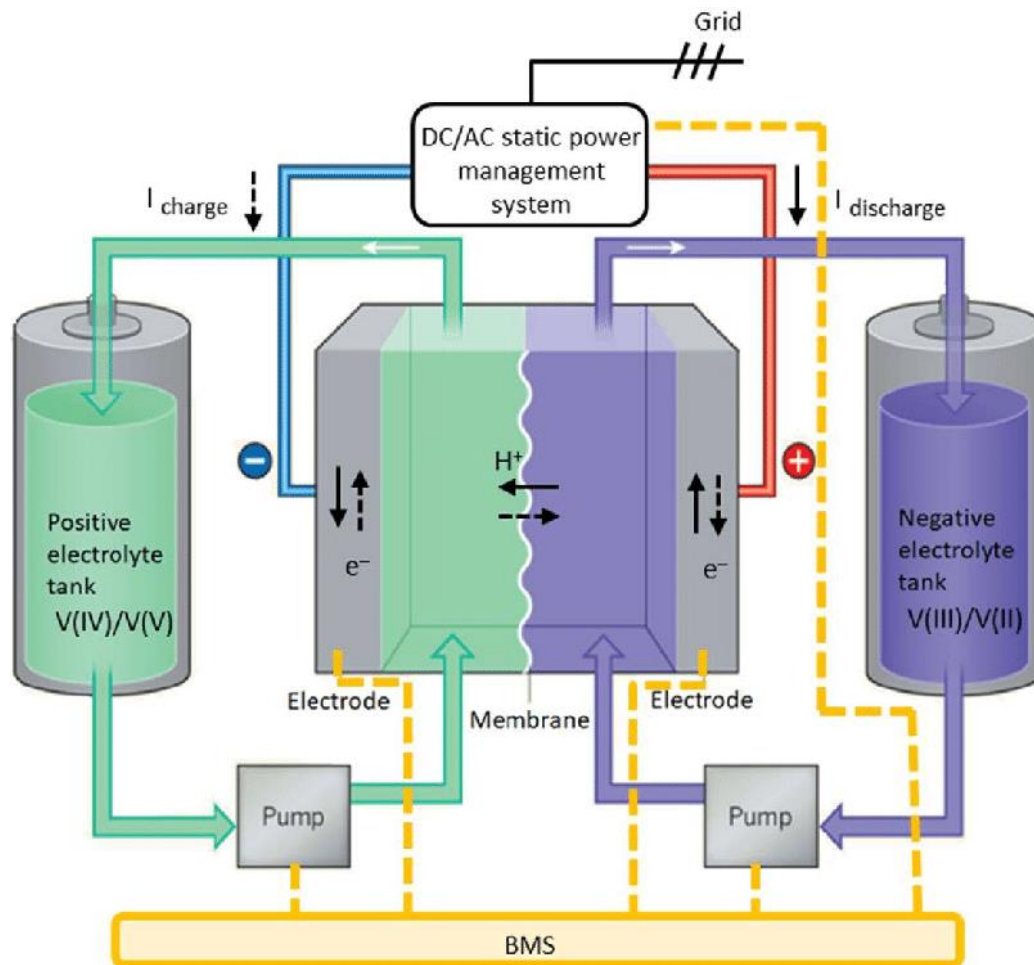 Grid
DC/AC static power
management
system
I charge
I discharge
−
+
H⁺
Positive
electrolyte
tank
V(IV)/V(V)
e⁻
e⁻
Negative
electrolyte
tank
V(III)/V(II)
Electrode
Membrane
Electrode
Pump
Pump
BMS